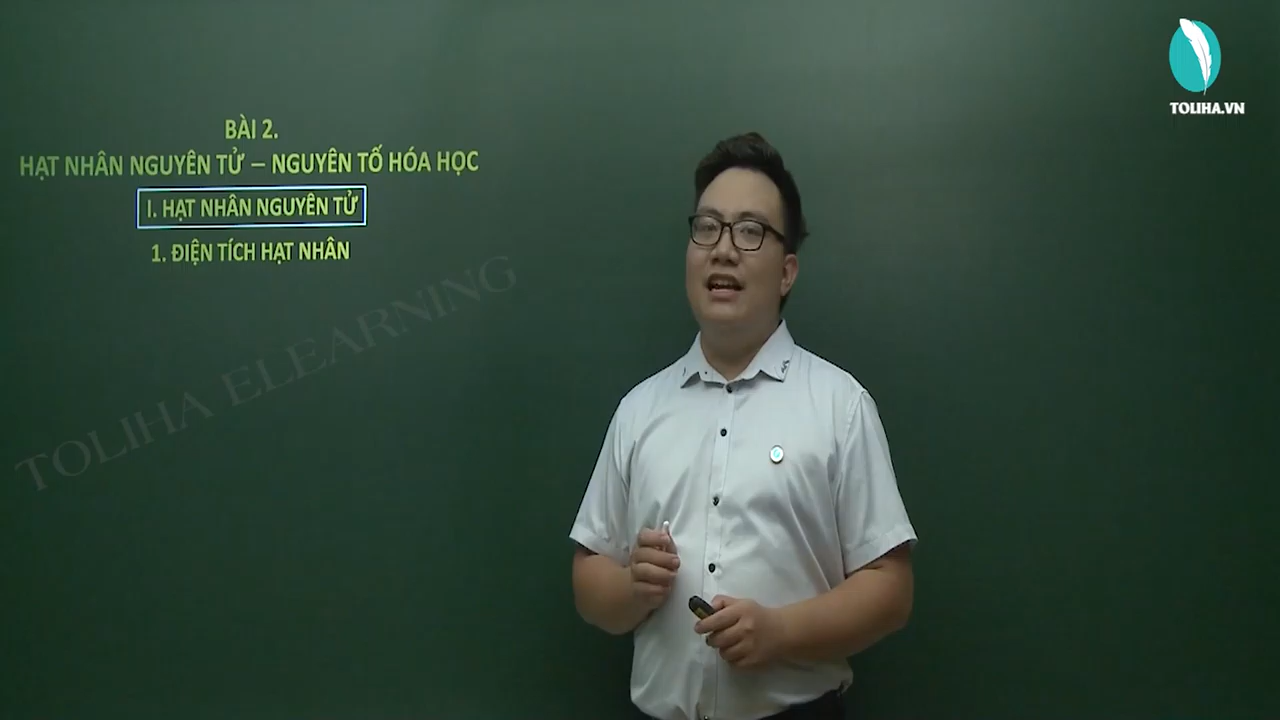 TOLIHA.VN
BÀI 2.
HẠT NHÂN NGUYÊN TỬ – NGUYÊN TỐ HÓA HỌC
I. HẠT NHÂN NGUYÊN TỬ
1. ĐIỆN TÍCH HẠT NHÂN
TOLIHA ELEARNING